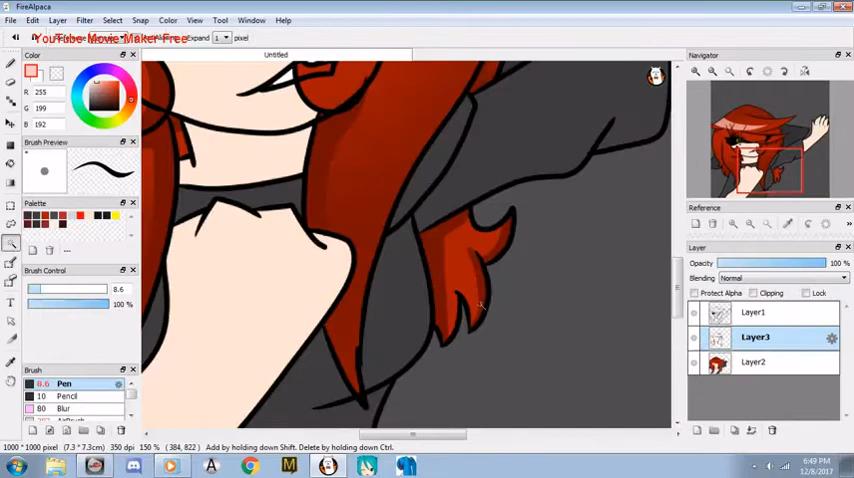 FireAlpaca
File Edit Layer Filter Select Snap Color View Tool Window Help
YouTube Movie Maker Free
Expand 1 pixel
Untitled
Color
R 255
G 199
B 192
Brush Preview
Palette
---
Brush Control
8.6
100 %
Brush
8.6 Pen
10 Pencil
80 Blur
AirBrush
Navigator
Reference
Layer
Opacity 100 %
Blending Normal
Protect Alpha Clipping Lock
Layer1
Layer3
Layer2
1000 * 1000 pixel (7.3 * 7.3cm) 350 dpi 150 % (384, 822) Add by holding down Shift. Delete by holding down Ctrl.
6:49 PM
12/8/2017